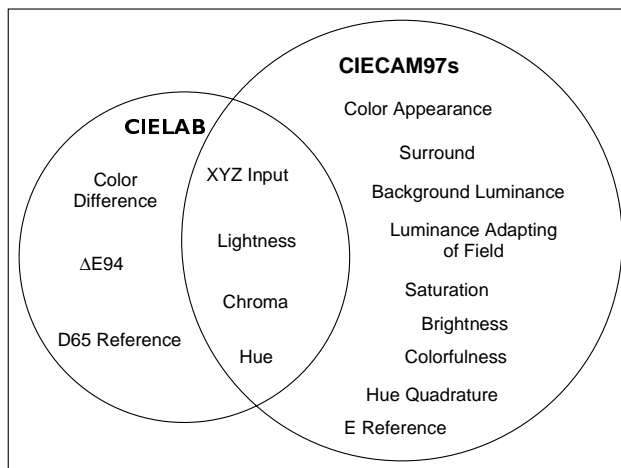 CIELAB
Color
Difference
ΔE94
D65 Reference
XYZ Input
Lightness
Chroma
Hue
CIECAM97s
Color Appearance
Surround
Background Luminance
Luminance Adapting
of Field
Saturation
Brightness
Colorfulness
Hue Quadrature
E Reference